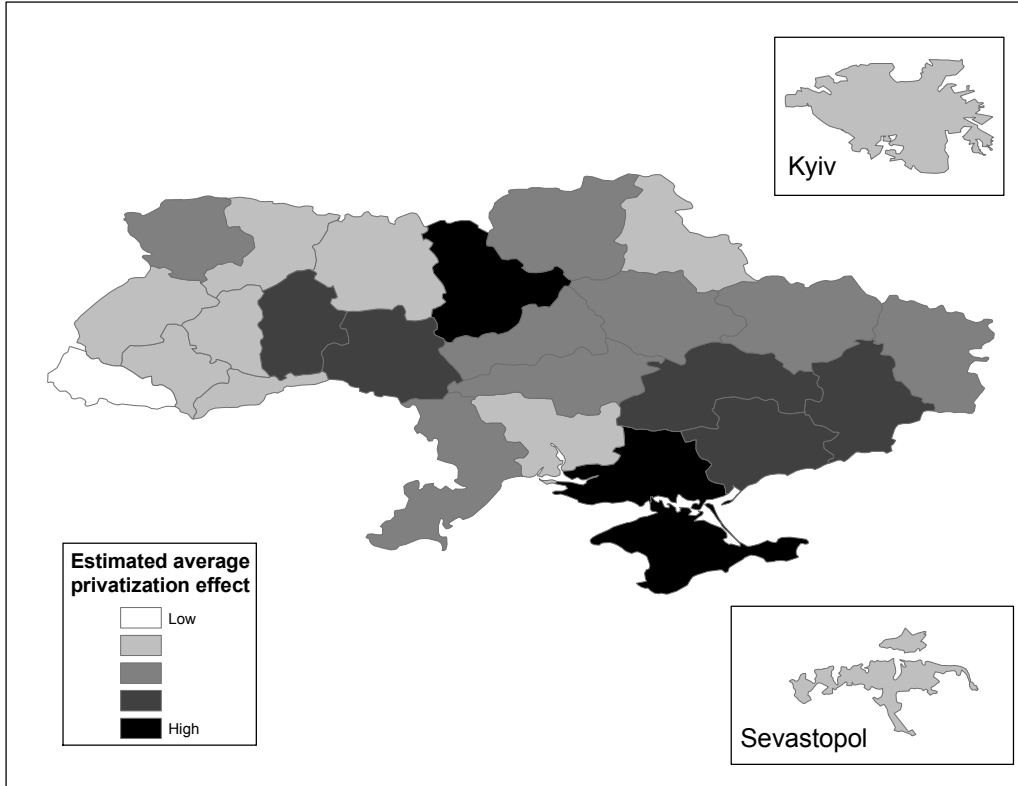 Kyiv
Estimated average
privatization effect
Low
High
Sevastopol